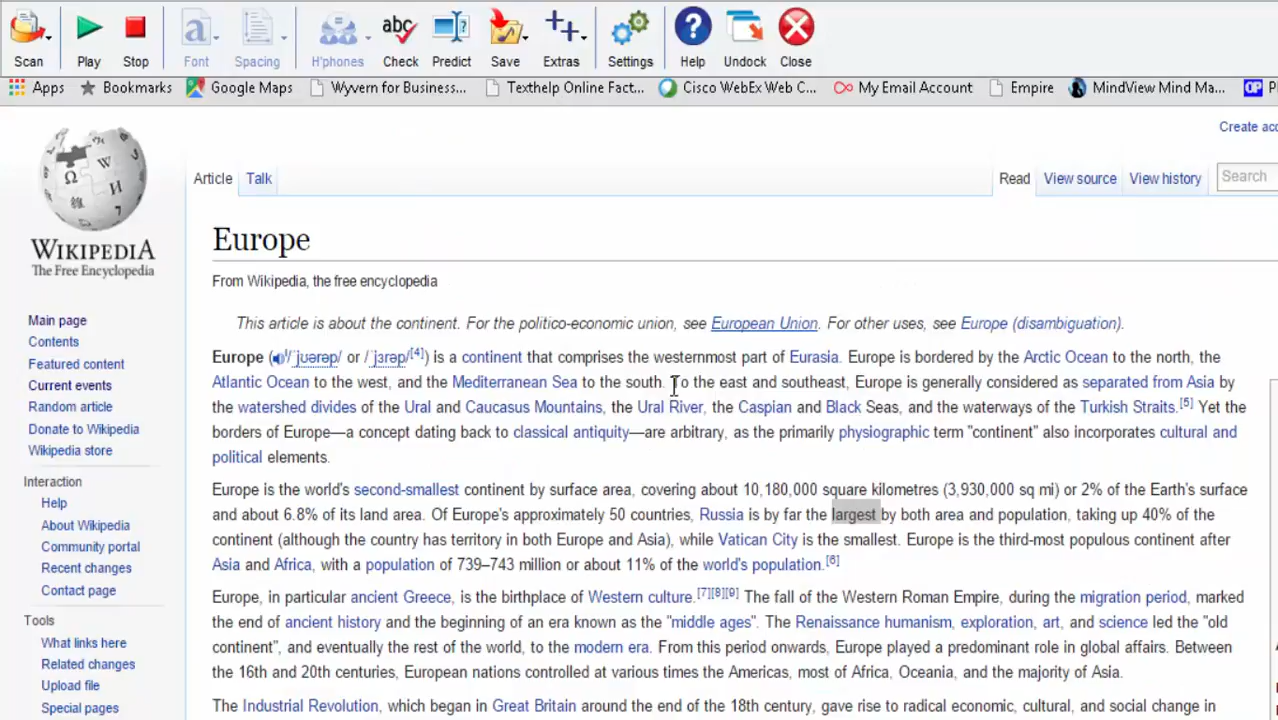 Scan Play Stop Font Spacing H'phones Check Predict Save Extras Settings Help Undock Close
Apps Bookmarks Google Maps Wyvern for Business... Texthelp Online Fact... Cisco WebEx Web C... My Email Account Empire MindView Mind Ma...
Create acc
Article Talk Read View source View history Search
WIKIPEDIA
The Free Encyclopedia
Main page
Contents
Featured content
Current events
Random article
Donate to Wikipedia
Wikipedia store
Interaction
Help
About Wikipedia
Community portal
Recent changes
Contact page
Tools
What links here
Related changes
Upload file
Special pages
Europe
From Wikipedia, the free encyclopedia
This article is about the continent. For the politico-economic union, see European Union. For other uses, see Europe (disambiguation).
Europe (/ˈjʊərəp/ or /ˈjɜrəp/[4]) is a continent that comprises the westernmost part of Eurasia. Europe is bordered by the Arctic Ocean to the north, the
Atlantic Ocean to the west, and the Mediterranean Sea to the south. To the east and southeast, Europe is generally considered as separated from Asia by
the watershed divides of the Ural and Caucasus Mountains, the Ural River, the Caspian and Black Seas, and the waterways of the Turkish Straits.[5] Yet the
borders of Europe—a concept dating back to classical antiquity—are arbitrary, as the primarily physiographic term "continent" also incorporates cultural and
political elements.
Europe is the world's second-smallest continent by surface area, covering about 10,180,000 square kilometres (3,930,000 sq mi) or 2% of the Earth's surface
and about 6.8% of its land area. Of Europe's approximately 50 countries, Russia is by far the largest by both area and population, taking up 40% of the
continent (although the country has territory in both Europe and Asia), while Vatican City is the smallest. Europe is the third-most populous continent after
Asia and Africa, with a population of 739–743 million or about 11% of the world's population.[6]
Europe, in particular ancient Greece, is the birthplace of Western culture.[7][8][9] The fall of the Western Roman Empire, during the migration period, marked
the end of ancient history and the beginning of an era known as the "middle ages". The Renaissance humanism, exploration, art, and science led the "old
continent", and eventually the rest of the world, to the modern era. From this period onwards, Europe played a predominant role in global affairs. Between
the 16th and 20th centuries, European nations controlled at various times the Americas, most of Africa, Oceania, and the majority of Asia.
The Industrial Revolution, which began in Great Britain around the end of the 18th century, gave rise to radical economic, cultural, and social change in